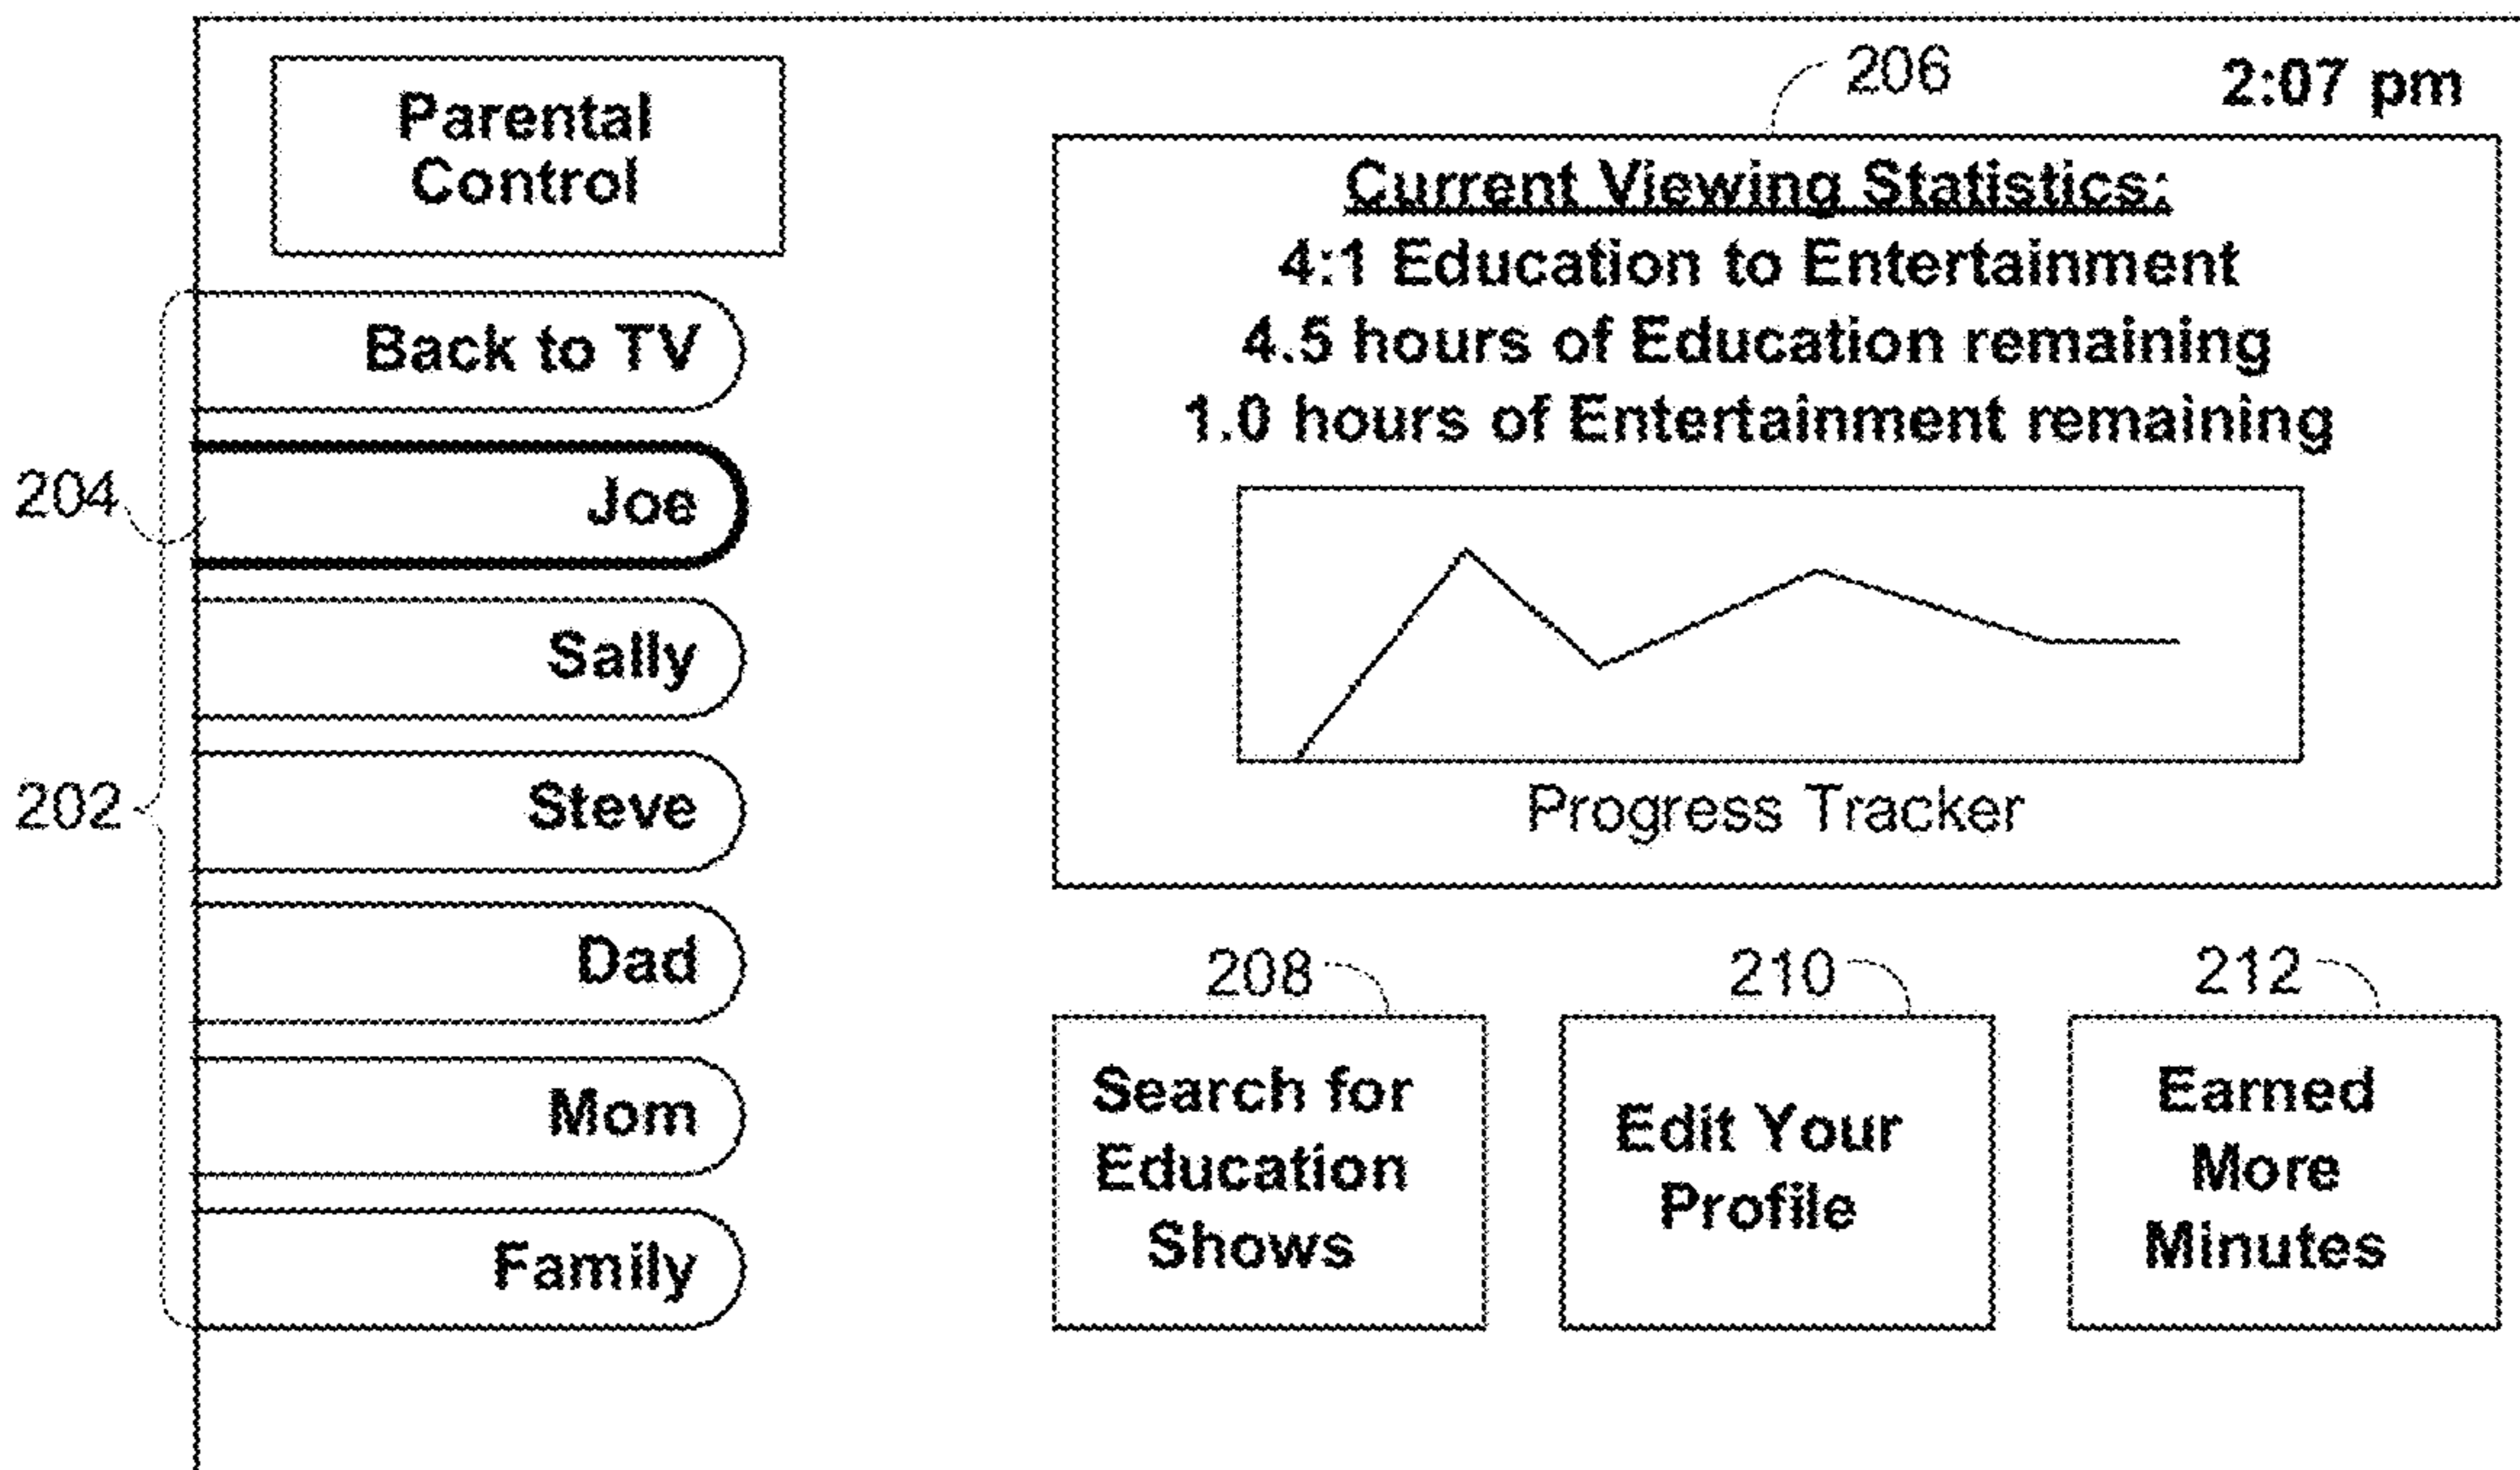 Parental
Control
Back to TV
204
Joe
Sally
202
Steve
Dad
Mom
Family
206
2:07 pm
Current Viewing Statistics:
4:1 Education to Entertainment
4.5 hours of Education remaining
1.0 hours of Entertainment remaining
Progress Tracker
208
Search for
Education
Shows
210
Edit Your
Profile
212
Earned
More
Minutes